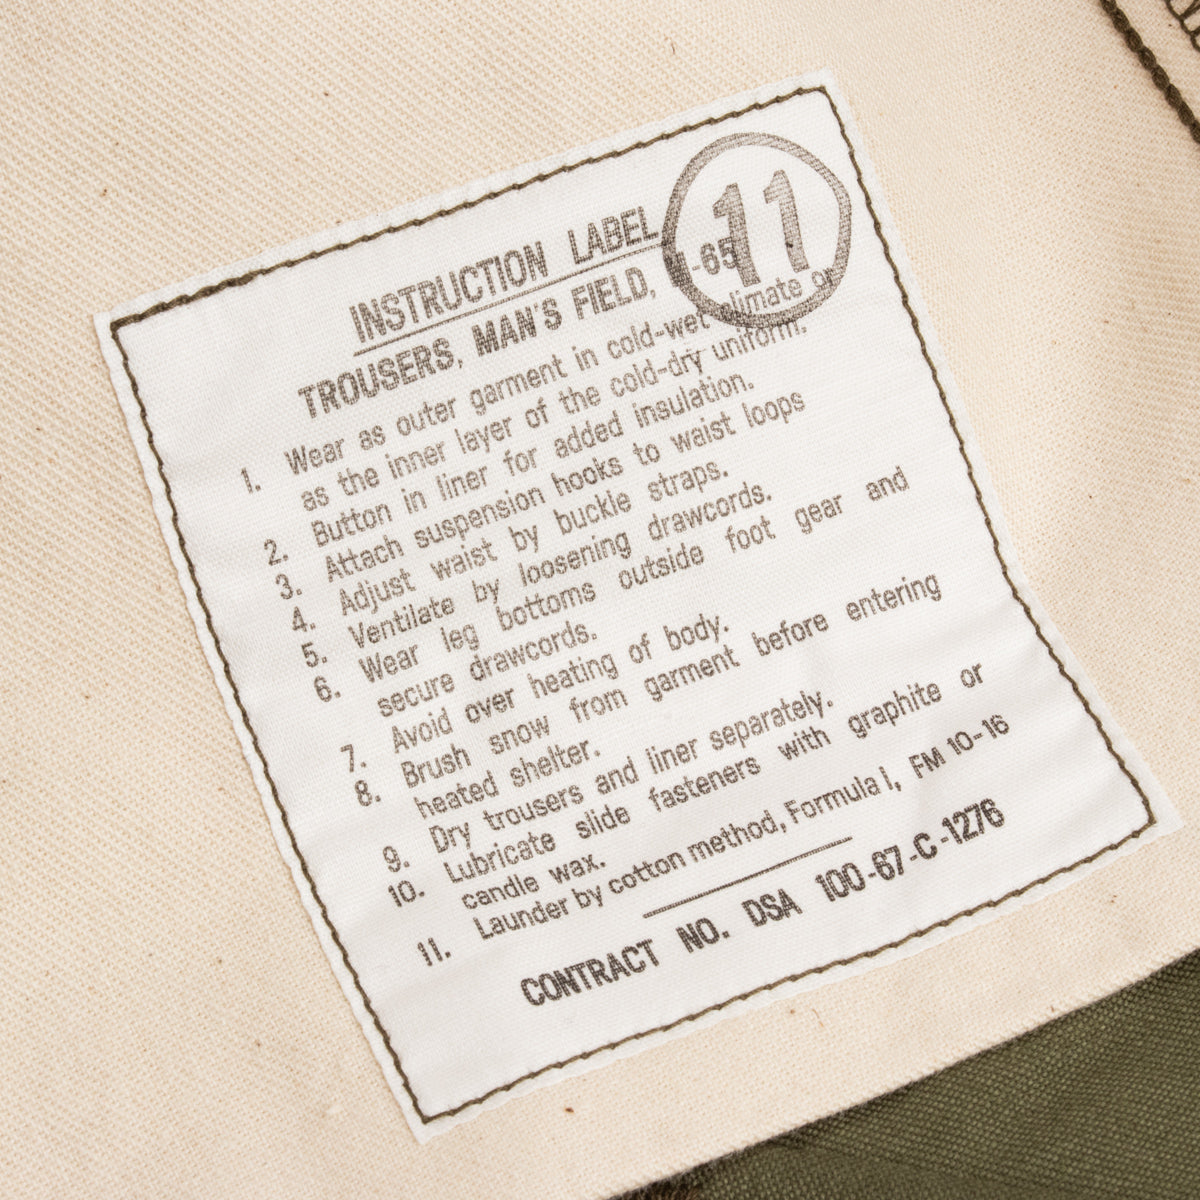 11
INSTRUCTION LABEL
TROUSERS, MAN'S FIELD, M-65
1. Wear as outer garment in cold-wet climate or
as the inner layer of the cold-dry uniform.
2. Button in liner for added insulation.
3. Attach suspension hooks to waist loops
4. Adjust waist by buckle straps.
5. Ventilate by loosening drawcords.
6. Wear leg bottoms outside foot gear and
secure drawcords.
7. Avoid over heating of body.
8. Brush snow from garment before entering
heated shelter.
9. Dry trousers and liner separately.
10. Lubricate slide fasteners with graphite or
candle wax.
11. Launder by cotton method, Formula I, FM 10-16
CONTRACT NO. DSA 100-67-C-1276